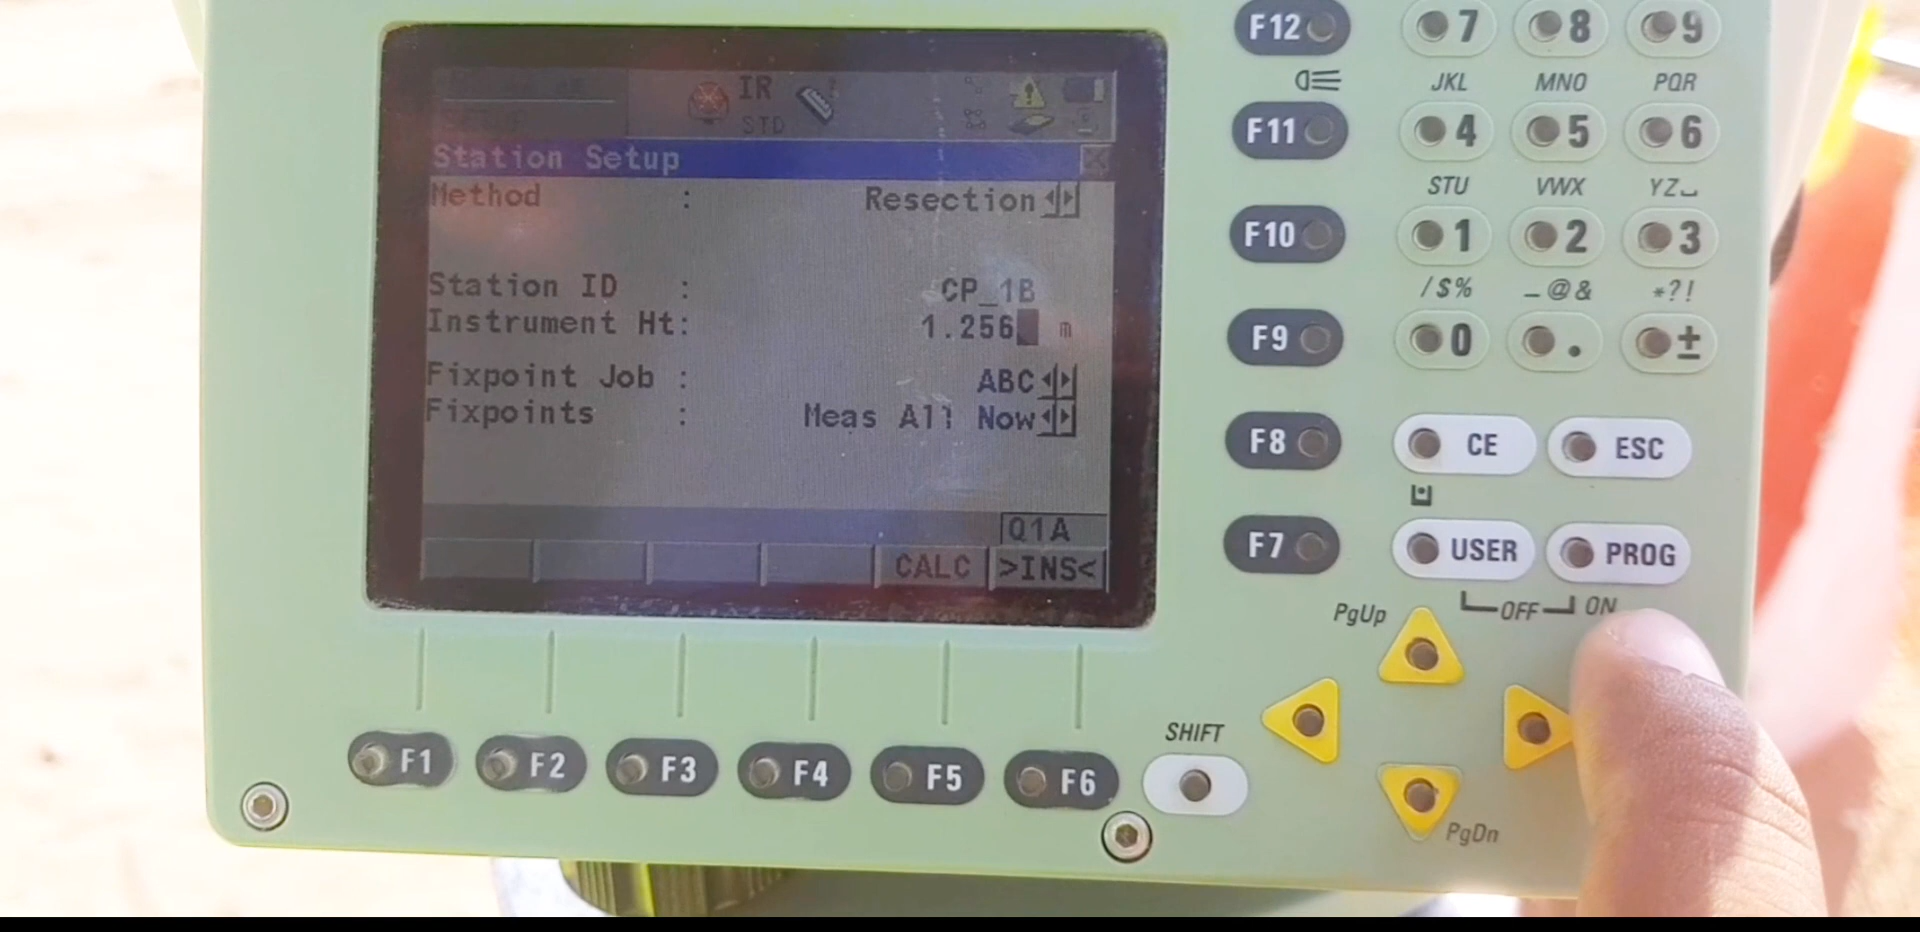 IR
STD
Station Setup
Method : Resection
Station ID : CP_1B
Instrument Ht: 1.256 m
Fixpoint Job : ABC
Fixpoints : Meas All Now
Q1A
CALC >INS<
F1 F2 F3 F4 F5 F6
SHIFT
F12 7 8 9
JKL MNO PQR
F11 4 5 6
STU VWX YZ⎵
F10 1 2 3
/$% _@& *?!
F9 0 . ±
F8 CE ESC
F7 USER PROG
OFF ON
PgUp
PgDn